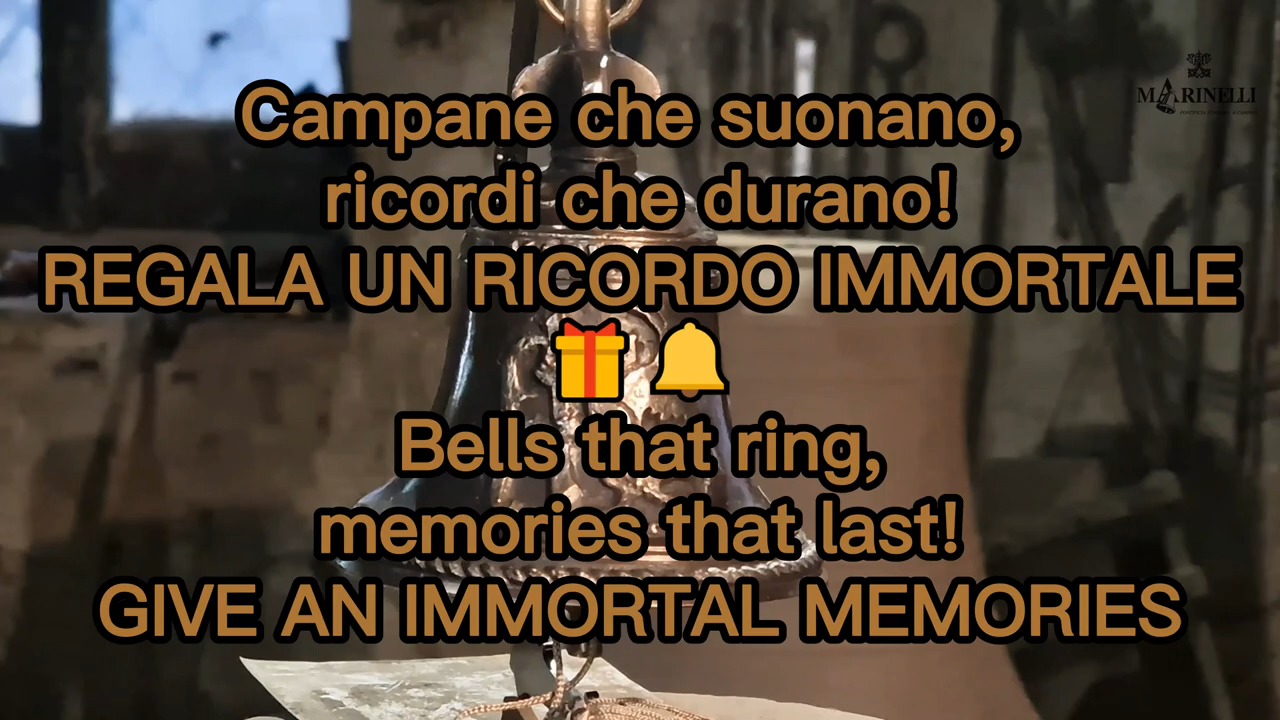 MARINELLI
Campane che suonano,
ricordi che durano!
REGALA UN RICORDO IMMORTALE
🎁🔔
Bells that ring,
memories that last!
GIVE AN IMMORTAL MEMORIES